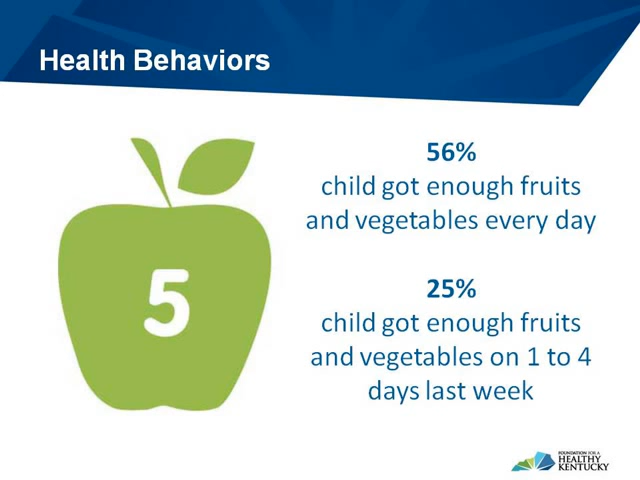 Health Behaviors
5
56%
child got enough fruits
and vegetables every day
25%
child got enough fruits
and vegetables on 1 to 4
days last week
FOUNDATION FOR A
HEALTHY
KENTUCKY